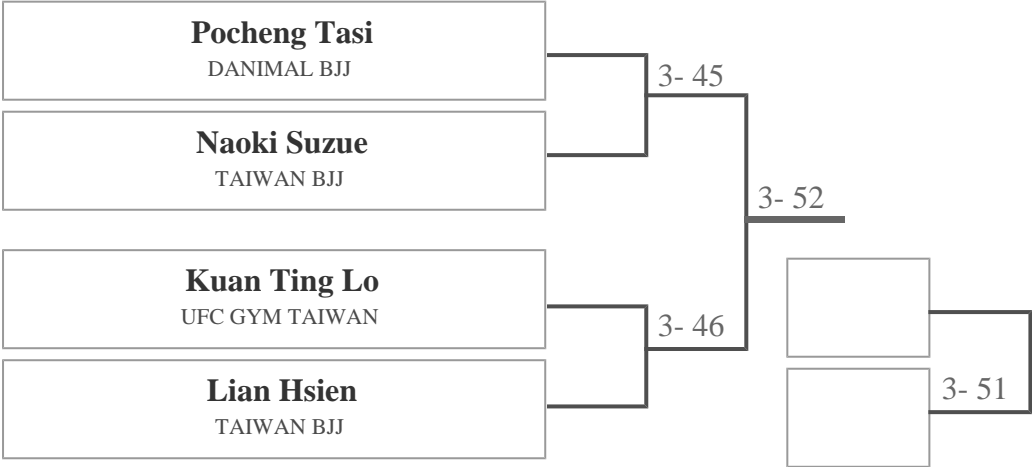 Pocheng Tasi
DANIMAL BJJ
3- 45
Naoki Suzue
TAIWAN BJJ
3- 52
Kuan Ting Lo
UFC GYM TAIWAN
3- 46
Lian Hsien
TAIWAN BJJ
3- 51